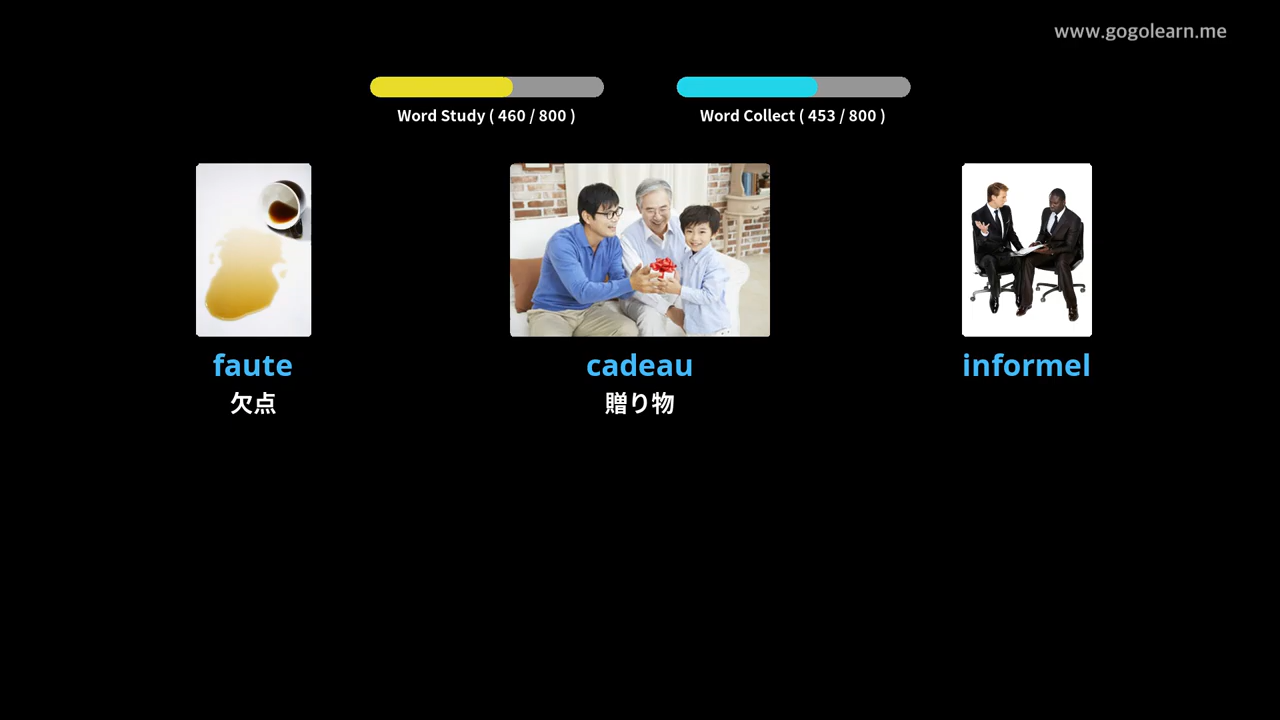 www.gogolearn.me
Word Study ( 460 / 800 )
Word Collect ( 453 / 800 )
faute
欠点
cadeau
贈り物
informel